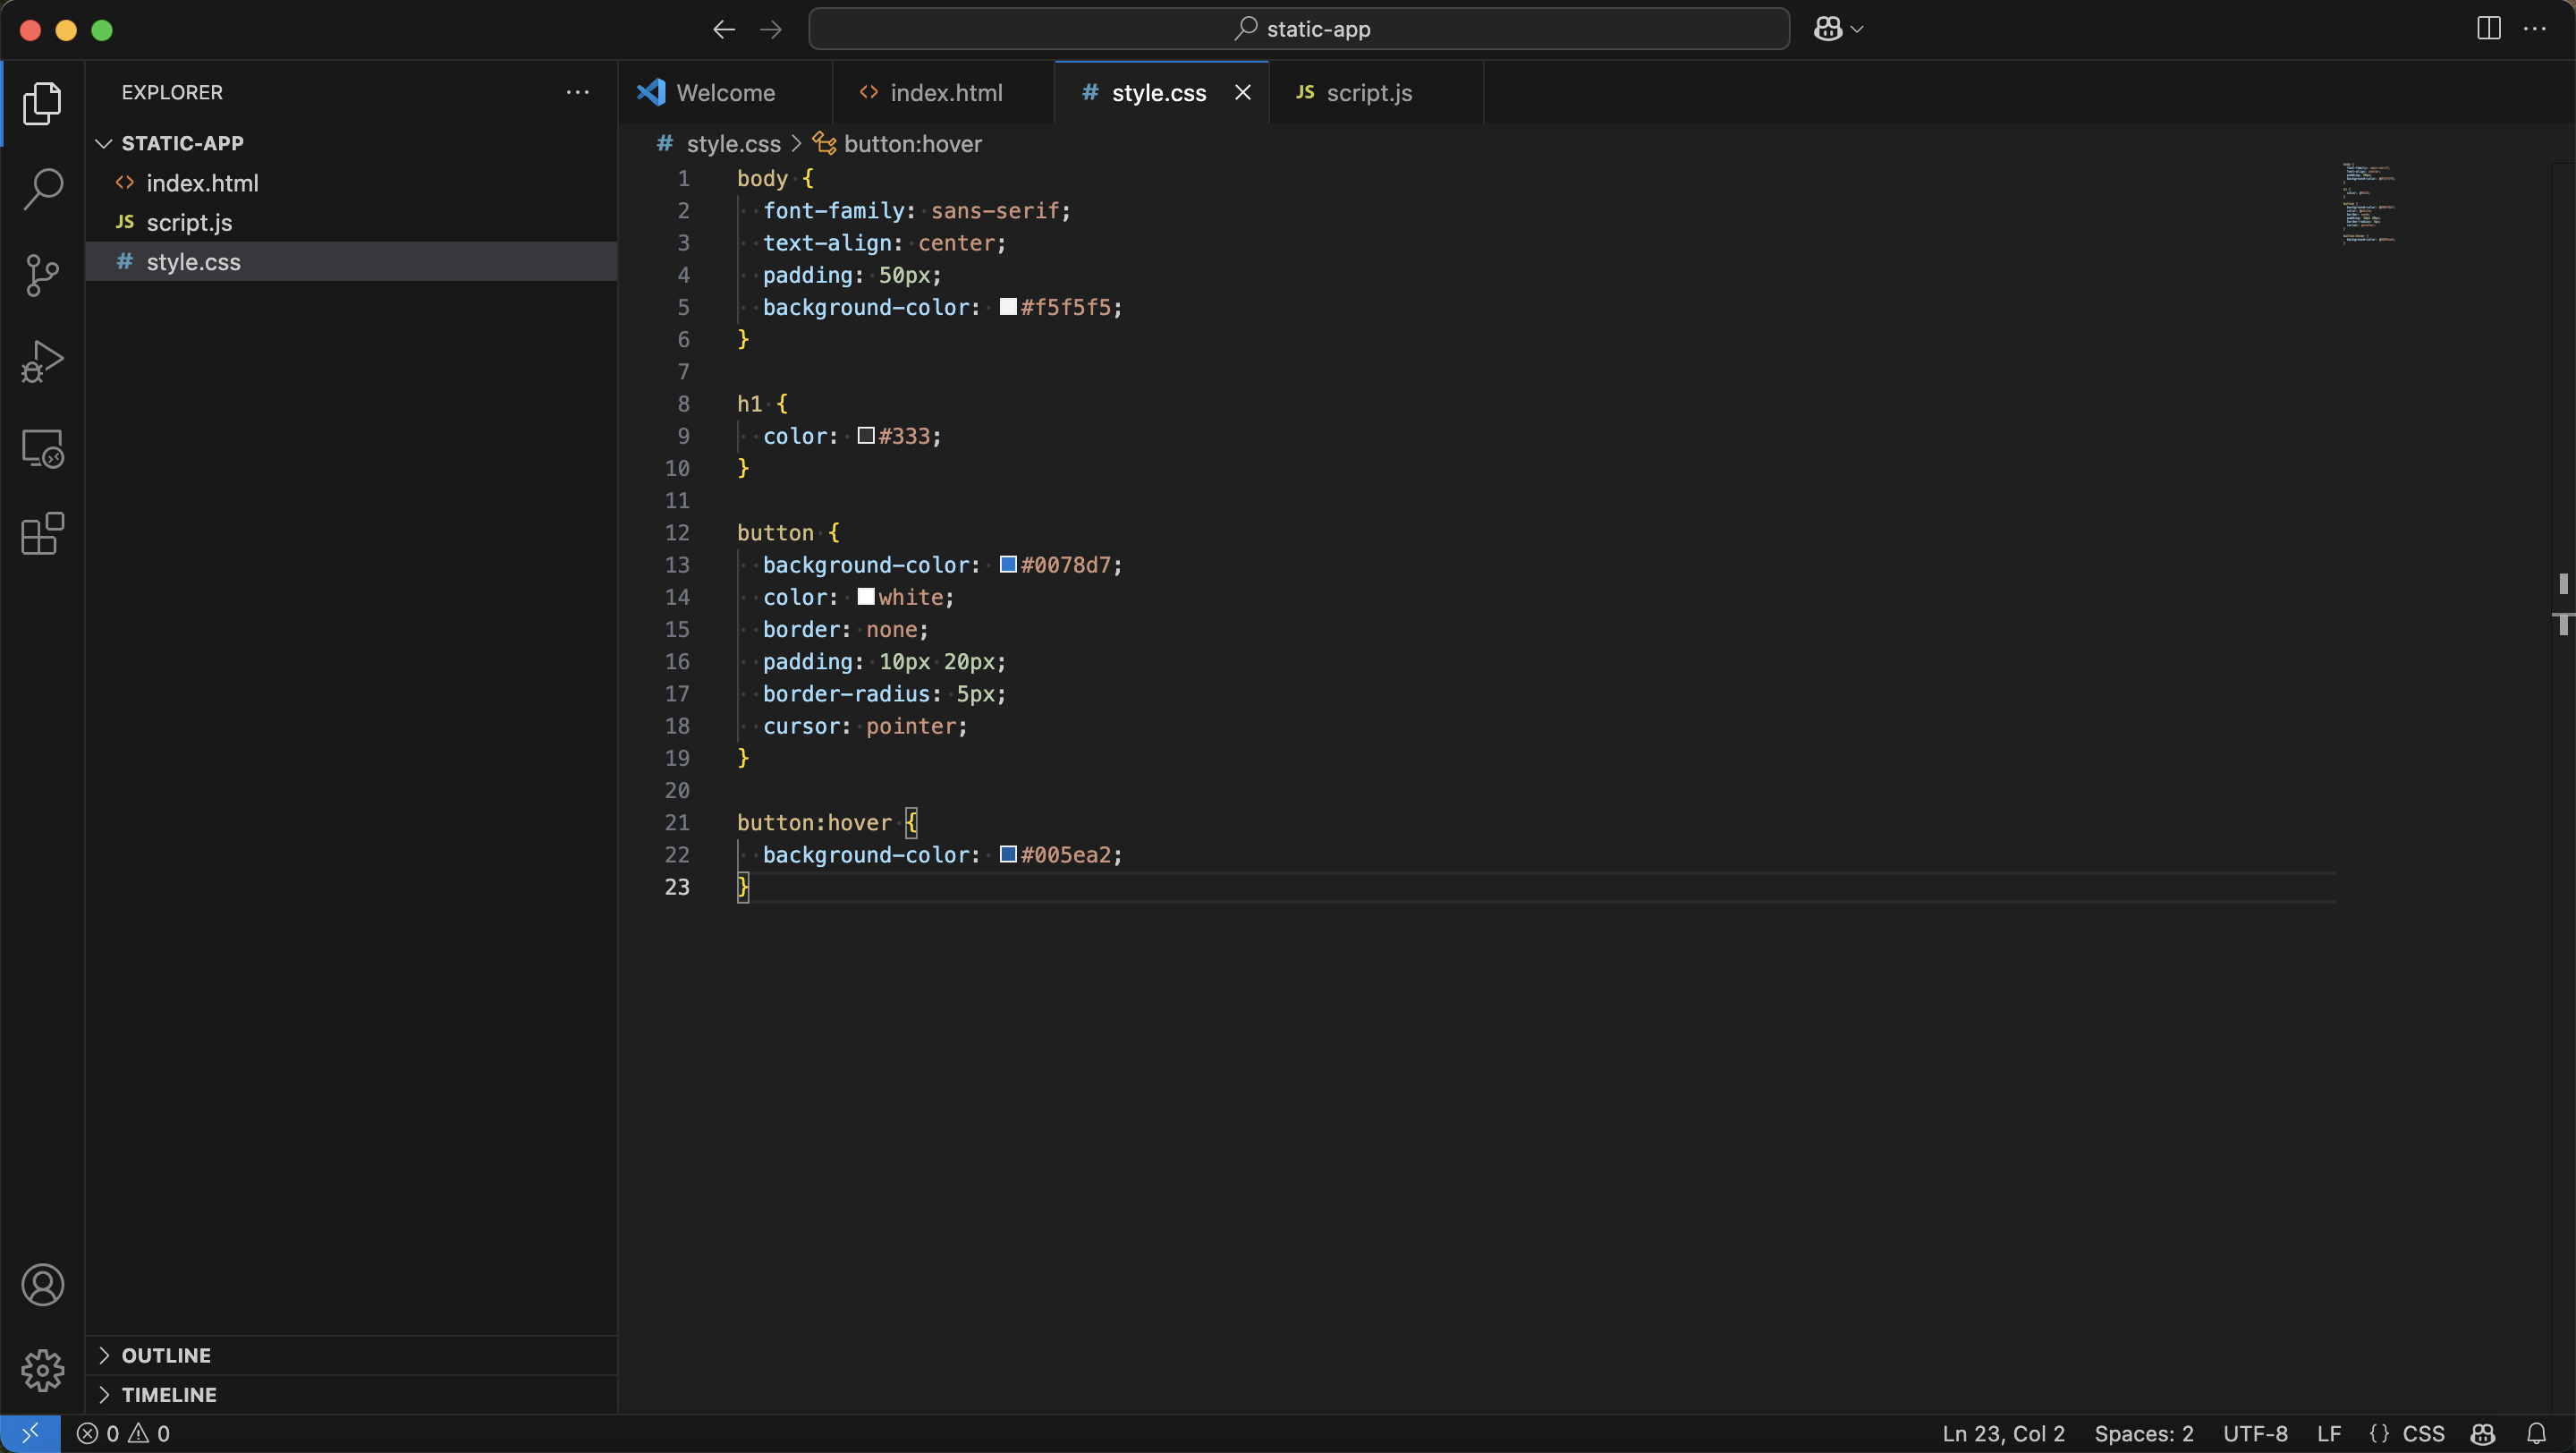 static-app
EXPLORER
STATIC-APP
index.html
JS script.js
# style.css
Welcome
index.html
# style.css
JS script.js
# style.css > button:hover
1 body {
2   font-family: sans-serif;
3   text-align: center;
4   padding: 50px;
5   background-color: #f5f5f5;
6 }
7
8 h1 {
9   color: #333;
10 }
11
12 button {
13   background-color: #0078d7;
14   color: white;
15   border: none;
16   padding: 10px 20px;
17   border-radius: 5px;
18   cursor: pointer;
19 }
20
21 button:hover {
22   background-color: #005ea2;
23 }
OUTLINE
TIMELINE
0 0
Ln 23, Col 2 Spaces: 2 UTF-8 LF {} CSS